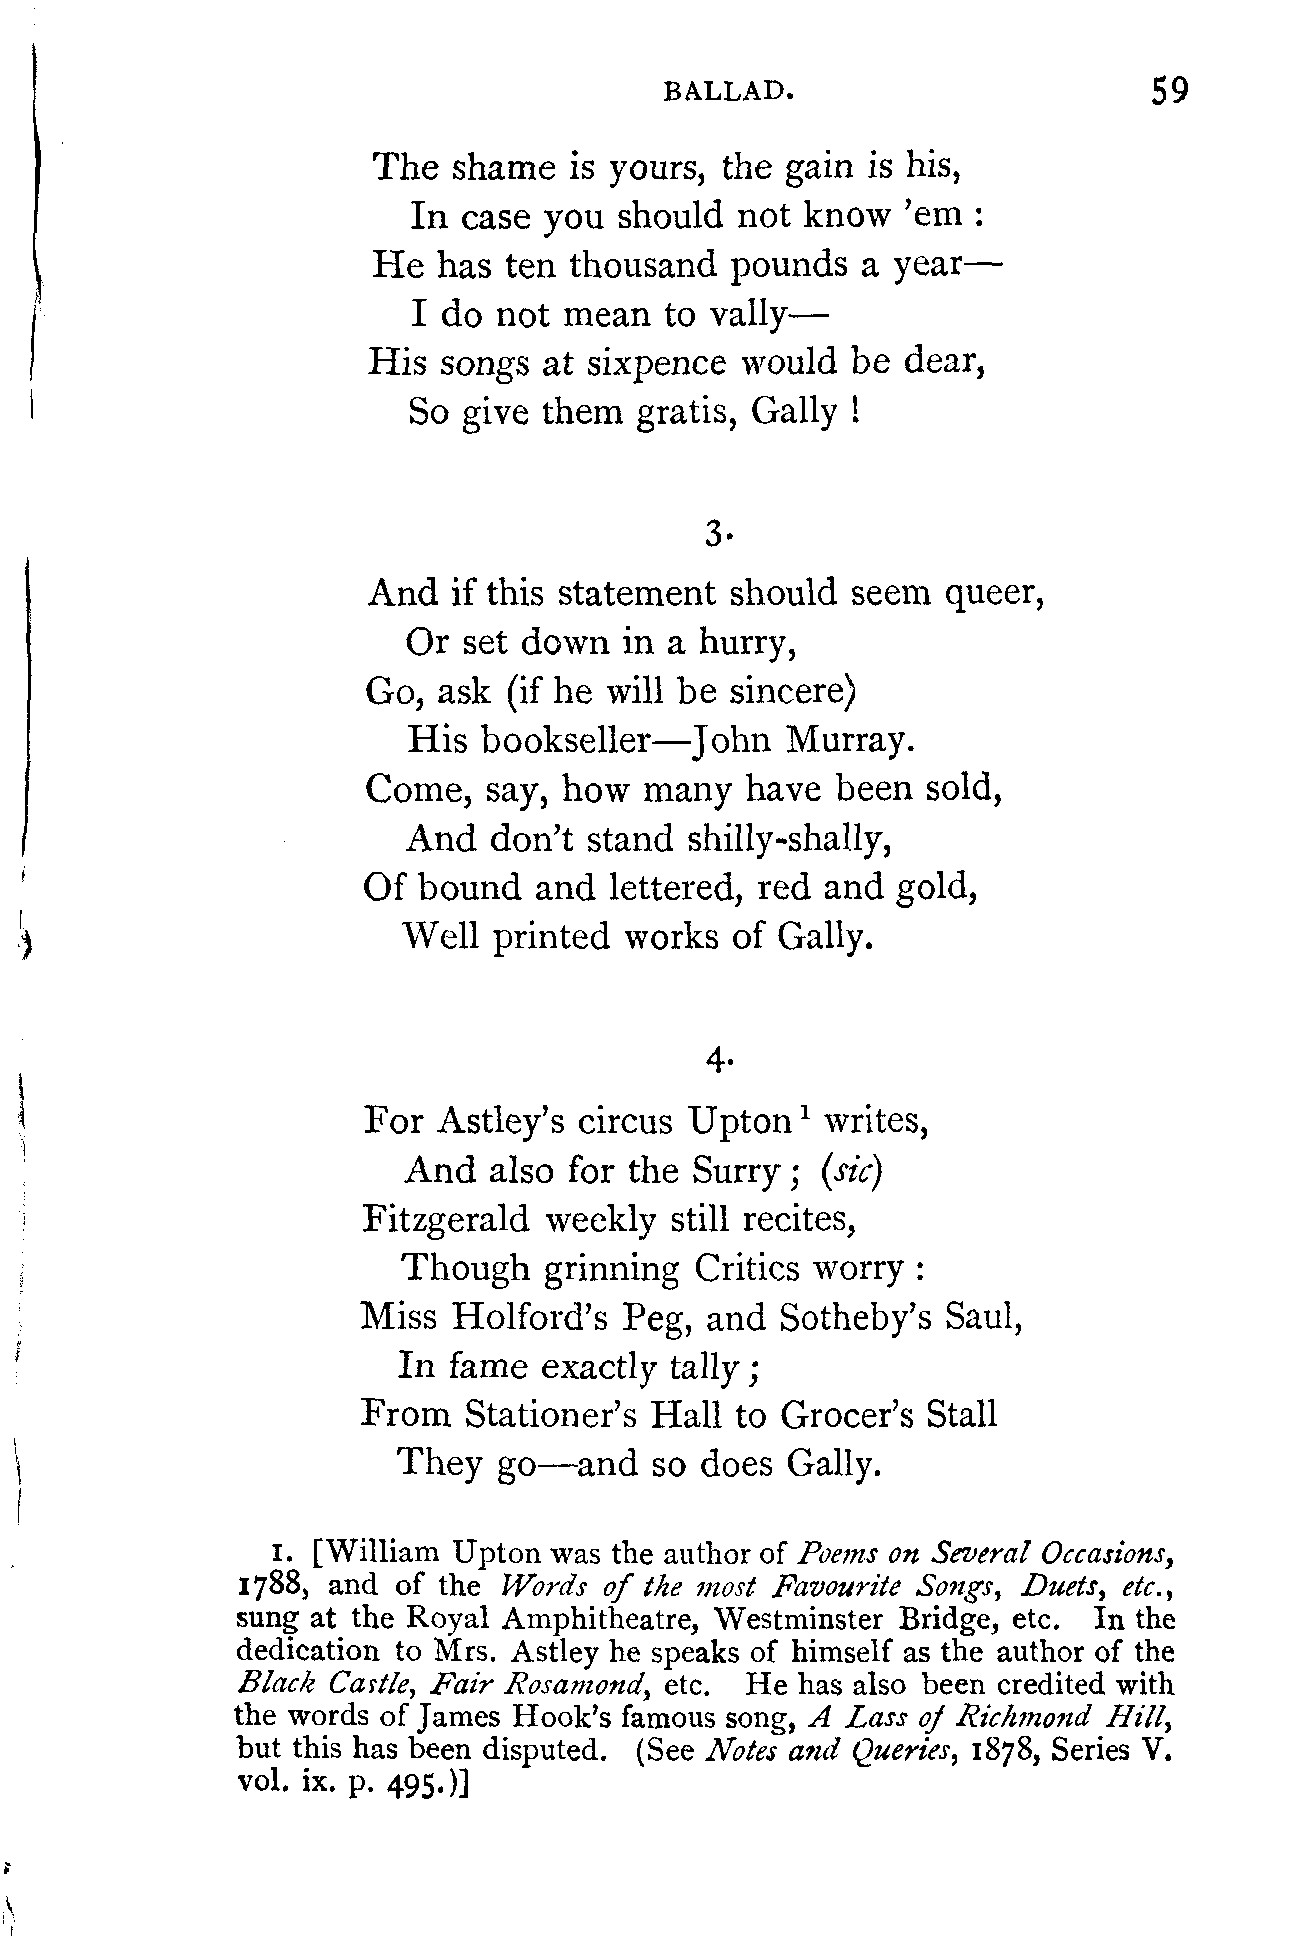 BALLAD. 59
The shame is yours, the gain is his,
In case you should not know 'em :
He has ten thousand pounds a year—
I do not mean to vally—
His songs at sixpence would be dear,
So give them gratis, Gally !
3.
And if this statement should seem queer,
Or set down in a hurry,
Go, ask (if he will be sincere)
His bookseller—John Murray.
Come, say, how many have been sold,
And don't stand shilly-shally,
Of bound and lettered, red and gold,
Well printed works of Gally.
4.
For Astley's circus Upton ¹ writes,
And also for the Surry ; (sic)
Fitzgerald weekly still recites,
Though grinning Critics worry :
Miss Holford's Peg, and Sotheby's Saul,
In fame exactly tally ;
From Stationer's Hall to Grocer's Stall
They go—and so does Gally.
1. [William Upton was the author of Poems on Several Occasions,
1788, and of the Words of the most Favourite Songs, Duets, etc.,
sung at the Royal Amphitheatre, Westminster Bridge, etc. In the
dedication to Mrs. Astley he speaks of himself as the author of the
Black Castle, Fair Rosamond, etc. He has also been credited with
the words of James Hook's famous song, A Lass of Richmond Hill,
but this has been disputed. (See Notes and Queries, 1878, Series V.
vol. ix. p. 495.)]